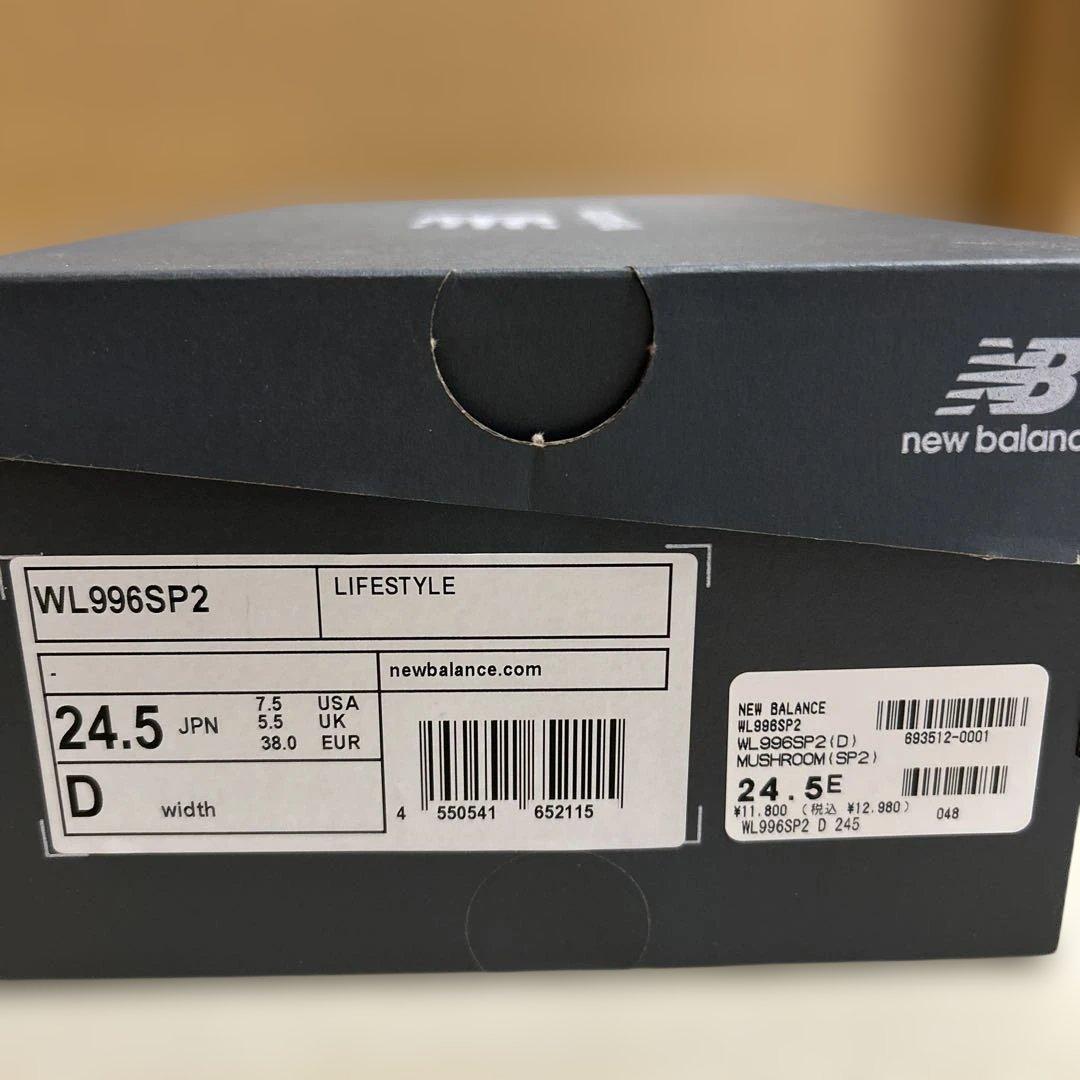 NB
new balanc
WL996SP2
LIFESTYLE
-
newbalance.com
24.5 JPN
7.5 USA
5.5 UK
38.0 EUR
D width
4 550541 652115
NEW BALANCE
WL996SP2
WL996SP2(D)
693512-0001
MUSHROOM(SP2)
24.5E
¥11,800 (税込 ¥12,980)
048
WL996SP2 D 245